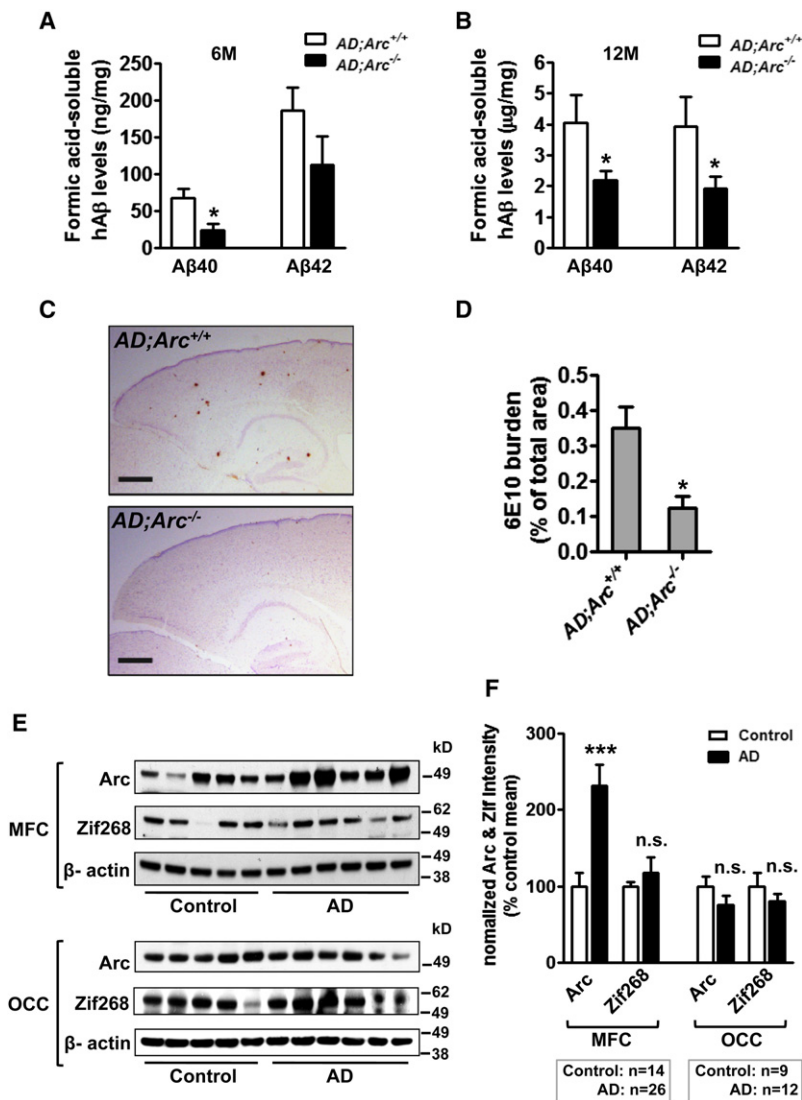 A
6M
AD;Arc+/+
AD;Arc-/-
Formic acid-soluble
hAβ levels (ng/mg)
250
200
150
100
50
0
*
Aβ40
Aβ42
B
12M
AD;Arc+/+
AD;Arc-/-
Formic acid-soluble
hAβ levels (μg/mg)
6
5
4
3
2
1
0
*
*
Aβ40
Aβ42
C
AD;Arc+/+
AD;Arc-/-
D
6E10 burden
(% of total area)
0.5
0.4
0.3
0.2
0.1
0.0
*
AD;Arc+/+
AD;Arc-/-
E
kD
MFC
Arc
49
Zif268
62
49
β- actin
49
38
Control
AD
kD
OCC
Arc
49
Zif268
62
49
β- actin
49
38
Control
AD
F
Control
AD
nomalized Arc & Zif Intensity
(% control mean)
300
200
100
0
***
n.s.
n.s.
n.s.
Arc
Zif268
Arc
Zif268
MFC
OCC
Control: n=14
AD: n=26
Control: n=9
AD: n=12